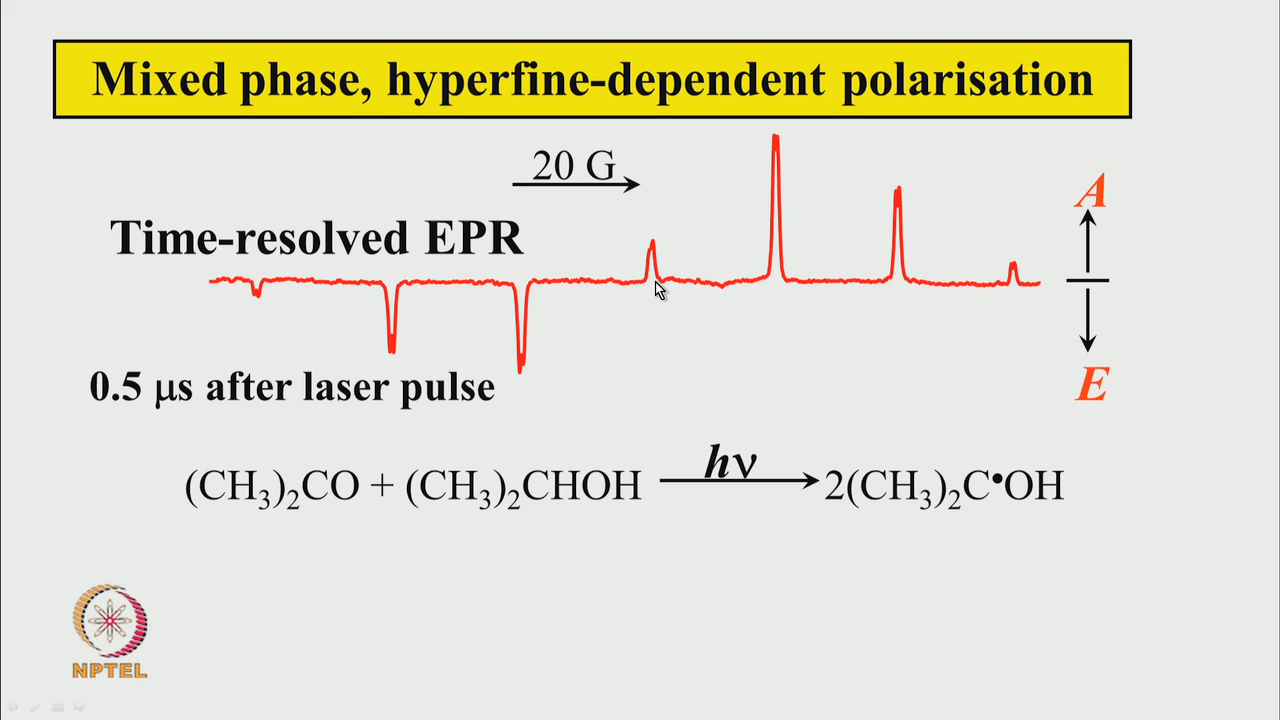 Mixed phase, hyperfine-dependent polarisation
20 G
A
Time-resolved EPR
0.5 μs after laser pulse
E
hν
(CH₃)₂CO + (CH₃)₂CHOH ⟶ 2(CH₃)₂C•OH
NPTEL